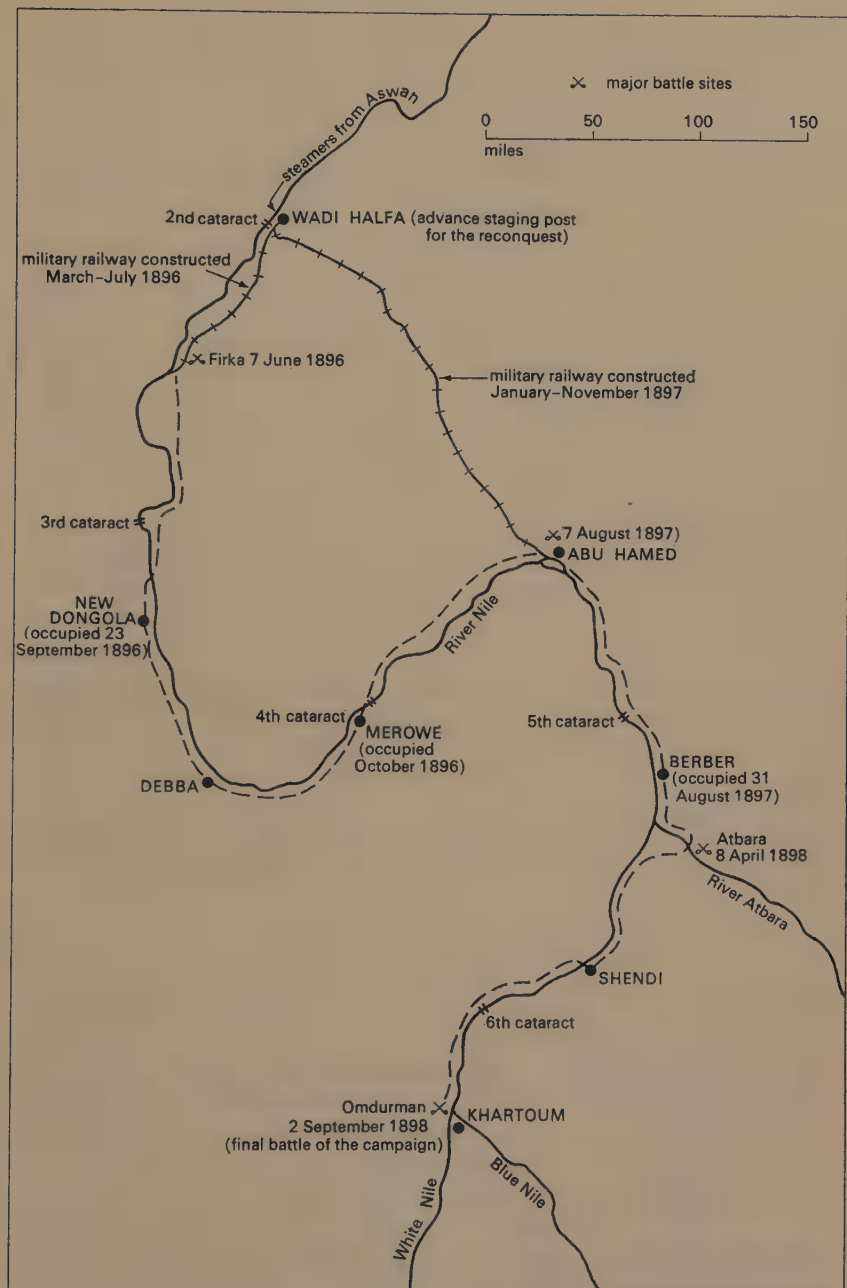 major battle sites
0 50 100 150
miles
steamers from Aswan
2nd cataract
WADI HALFA (advance staging post
for the reconquest)
military railway constructed
March–July 1896
Firka 7 June 1896
military railway constructed
January–November 1897
3rd cataract
7 August 1897)
ABU HAMED
NEW
DONGOLA
(occupied 23
September 1896)
River Nile
4th cataract
MEROWE
(occupied
October 1896)
DEBBA
5th cataract
BERBER
(occupied 31
August 1897)
Atbara
8 April 1898
River Atbara
SHENDI
6th cataract
Omdurman
2 September 1898
(final battle of the campaign)
KHARTOUM
Blue Nile
White Nile